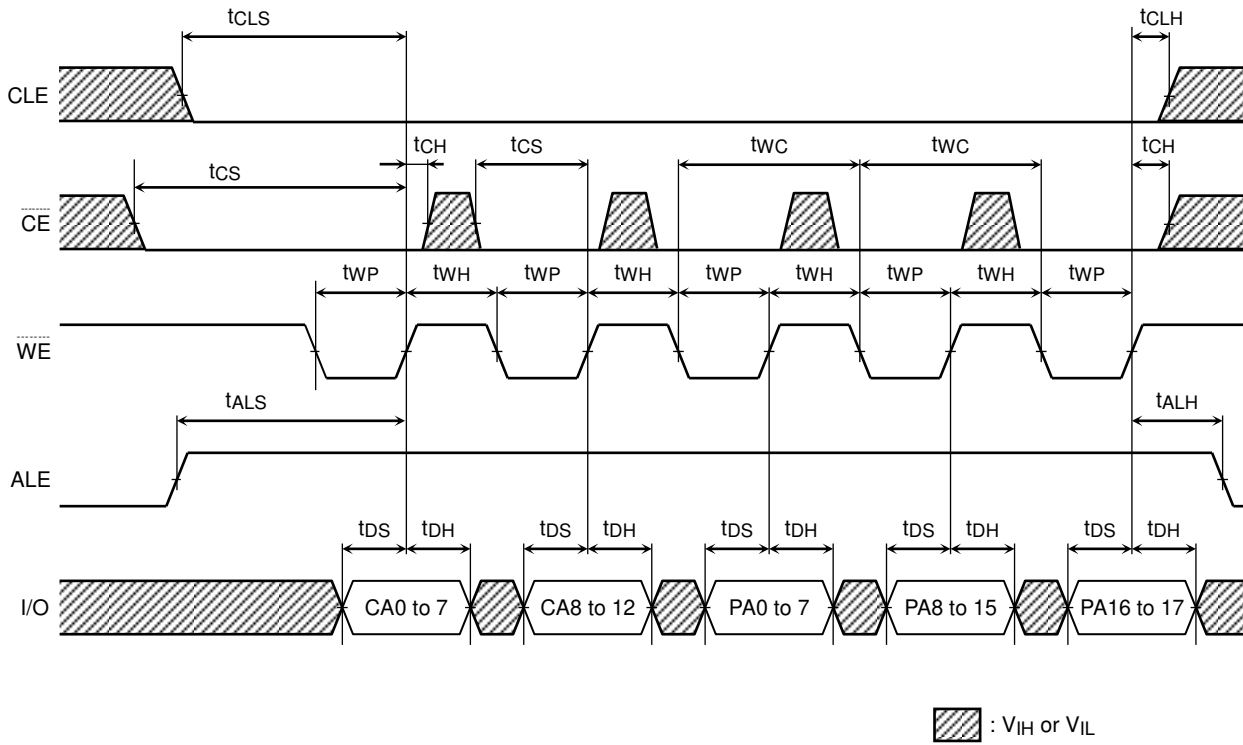 tCLS tCLH
CLE
tCH tCS tWC tWC tCH
tCS
CE
tWP tWH tWP tWH tWP tWH tWP tWH tWP
WE
tALS tALH
ALE
tDS tDH tDS tDH tDS tDH tDS tDH tDS tDH
I/O CA0 to 7 CA8 to 12 PA0 to 7 PA8 to 15 PA16 to 17
: VIH or VIL